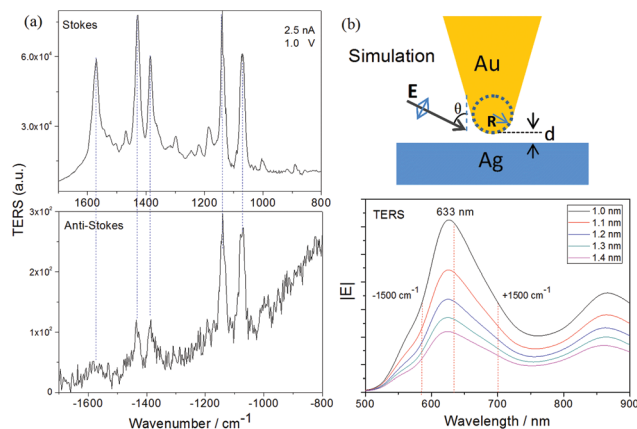 (a)
Stokes
2.5 nA
1.0 V
6.0x10⁴
3.0x10⁴
1600 1400 1200 1000 800
TERS (a.u.)
Anti-Stokes
3x10²
2x10²
1x10²
0
-1600 -1400 -1200 -1000 -800
Wavenumber / cm⁻¹
(b)
Simulation
Au
E
θ
R
d
Ag
TERS
633 nm
1.0 nm
1.1 nm
1.2 nm
1.3 nm
1.4 nm
-1500 cm⁻¹
+1500 cm⁻¹
|E|
500 600 700 800 900
Wavelength / nm